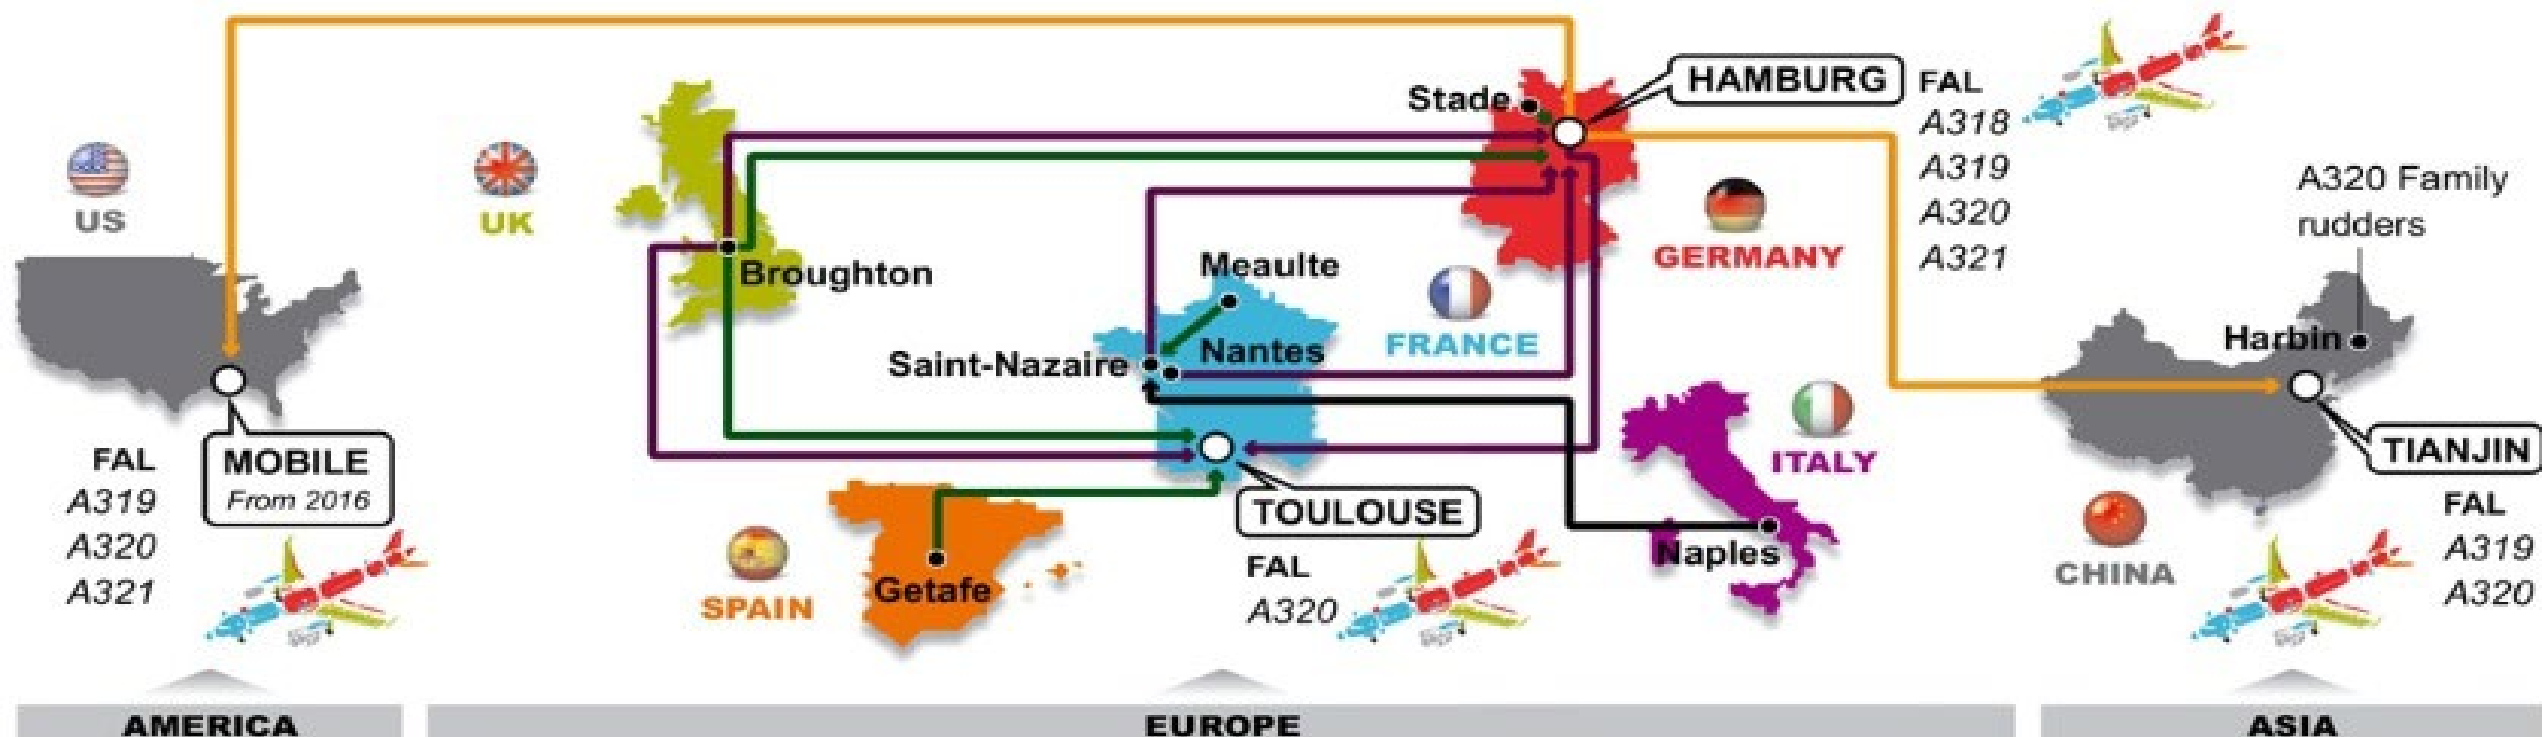 US
FAL
A319
A320
A321
MOBILE
From 2016
AMERICA
UK
Broughton
Stade
HAMBURG
FAL
A318
A319
A320
A321
GERMANY
Meaulte
Nantes
Saint-Nazaire
FRANCE
TOULOUSE
FAL
A320
SPAIN
Getafe
ITALY
Naples
EUROPE
A320 Family
rudders
Harbin
TIANJIN
FAL
A319
A320
CHINA
ASIA